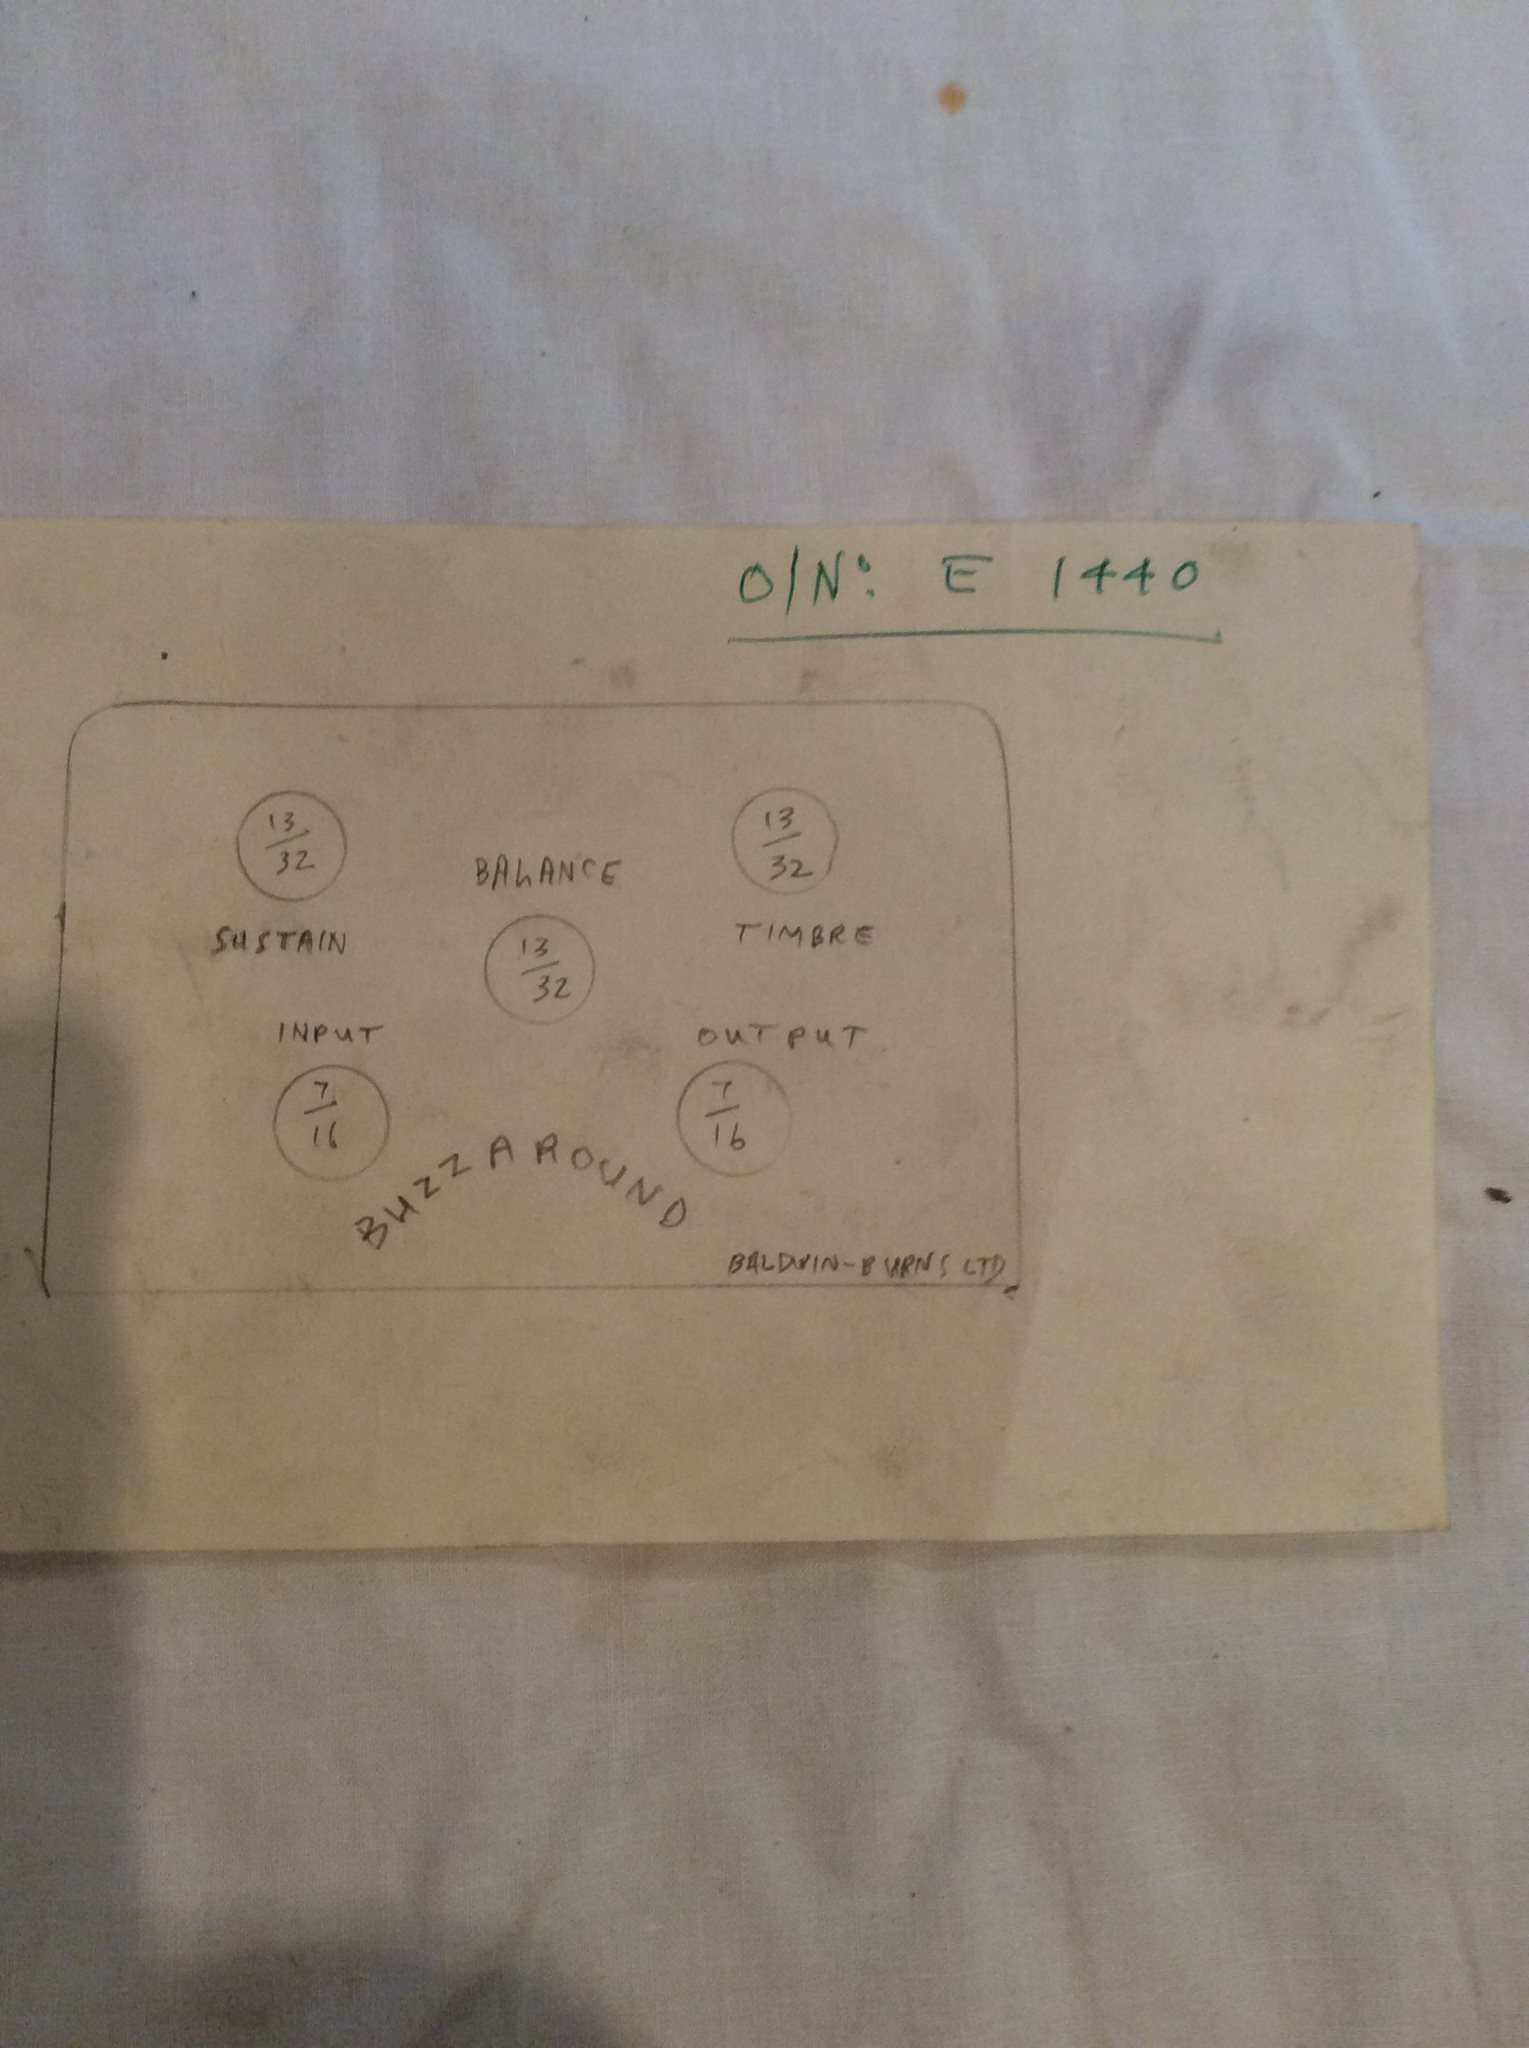 O/Nº: E 1440
13/32
13/32
BALANCE
SUSTAIN
TIMBRE
13/32
INPUT
OUTPUT
7/16
7/16
BUZZAROUND
BALDWIN-BURNS LTD